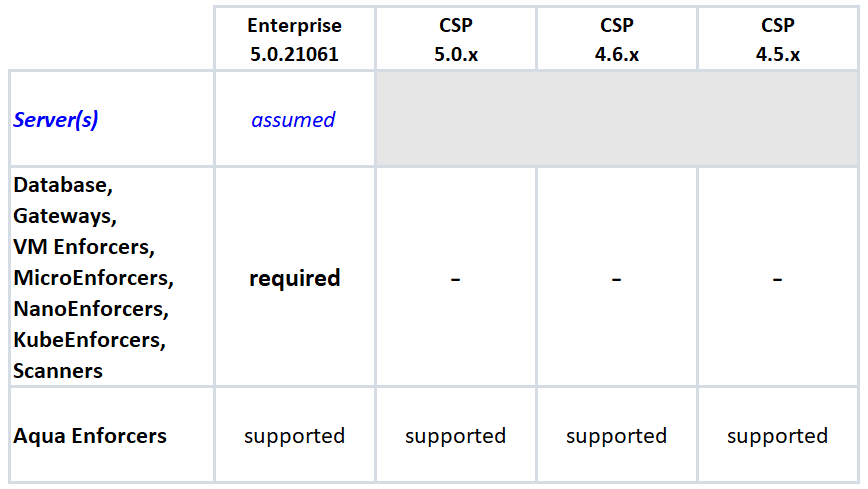 Enterprise CSP CSP CSP
5.0.21061 5.0.x 4.6.x 4.5.x
Server(s) assumed
Database,
Gateways,
VM Enforcers,
MicroEnforcers, required - - -
NanoEnforcers,
KubeEnforcers,
Scanners
Aqua Enforcers supported supported supported supported